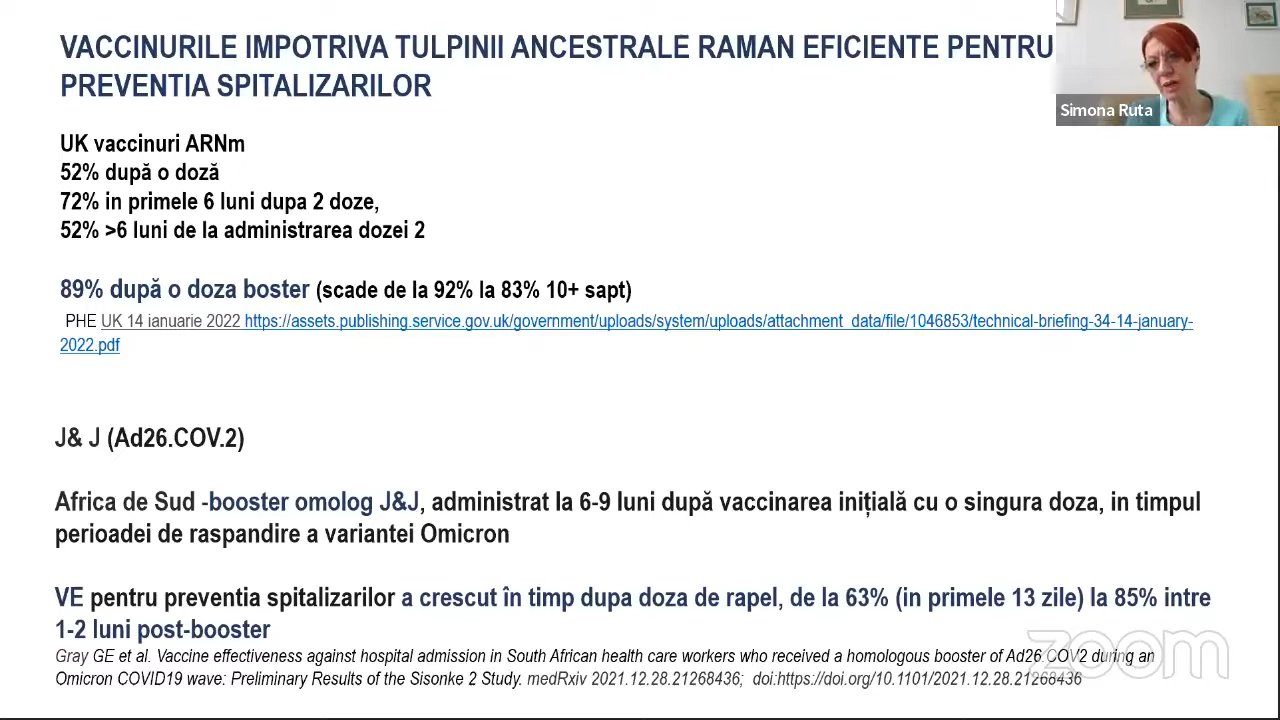 VACCINURILE IMPOTRIVA TULPINII ANCESTRALE RAMAN EFICIENTE PENTRU
PREVENTIA SPITALIZARILOR
Simona Ruta
UK vaccinuri ARNm
52% după o doză
72% in primele 6 luni dupa 2 doze,
52% >6 luni de la administrarea dozei 2
89% după o doza boster (scade de la 92% la 83% 10+ sapt)
PHE UK 14 ianuarie 2022 https://assets.publishing.service.gov.uk/government/uploads/system/uploads/attachment_data/file/1046853/technical-briefing-34-14-january-
2022.pdf
J& J (Ad26.COV.2)
Africa de Sud -booster omolog J&J, administrat la 6-9 luni după vaccinarea inițială cu o singura doza, in timpul
perioadei de raspandire a variantei Omicron
VE pentru preventia spitalizarilor a crescut în timp dupa doza de rapel, de la 63% (in primele 13 zile) la 85% intre
1-2 luni post-booster
Gray GE et al. Vaccine effectiveness against hospital admission in South African health care workers who received a homologous booster of Ad26.COV2 during an
Omicron COVID19 wave: Preliminary Results of the Sisonke 2 Study. medRxiv 2021.12.28.21268436; doi:https://doi.org/10.1101/2021.12.28.21268436
zoom